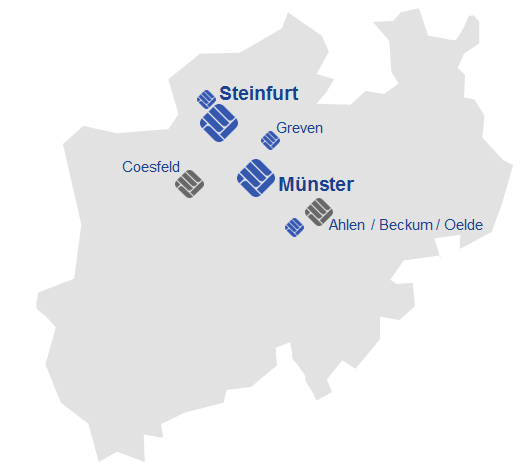 Steinfurt
Greven
Coesfeld
Münster
Ahlen / Beckum / Oelde